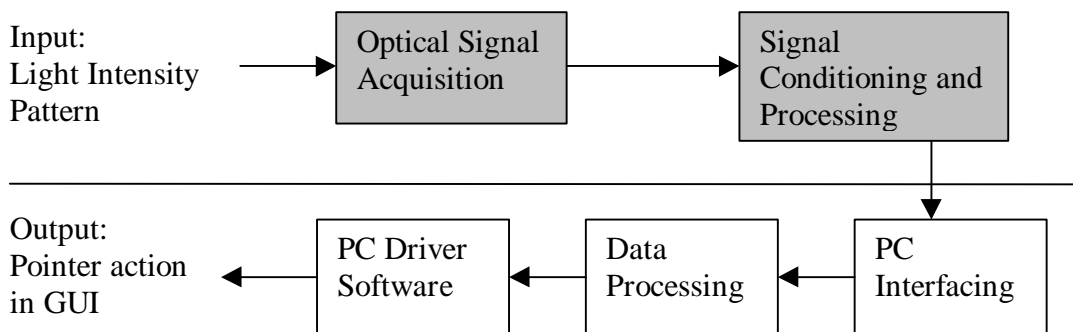 Input:
Light Intensity
Pattern
Optical Signal
Acquisition
Signal
Conditioning and
Processing
Output:
Pointer action
in GUI
PC Driver
Software
Data
Processing
PC
Interfacing